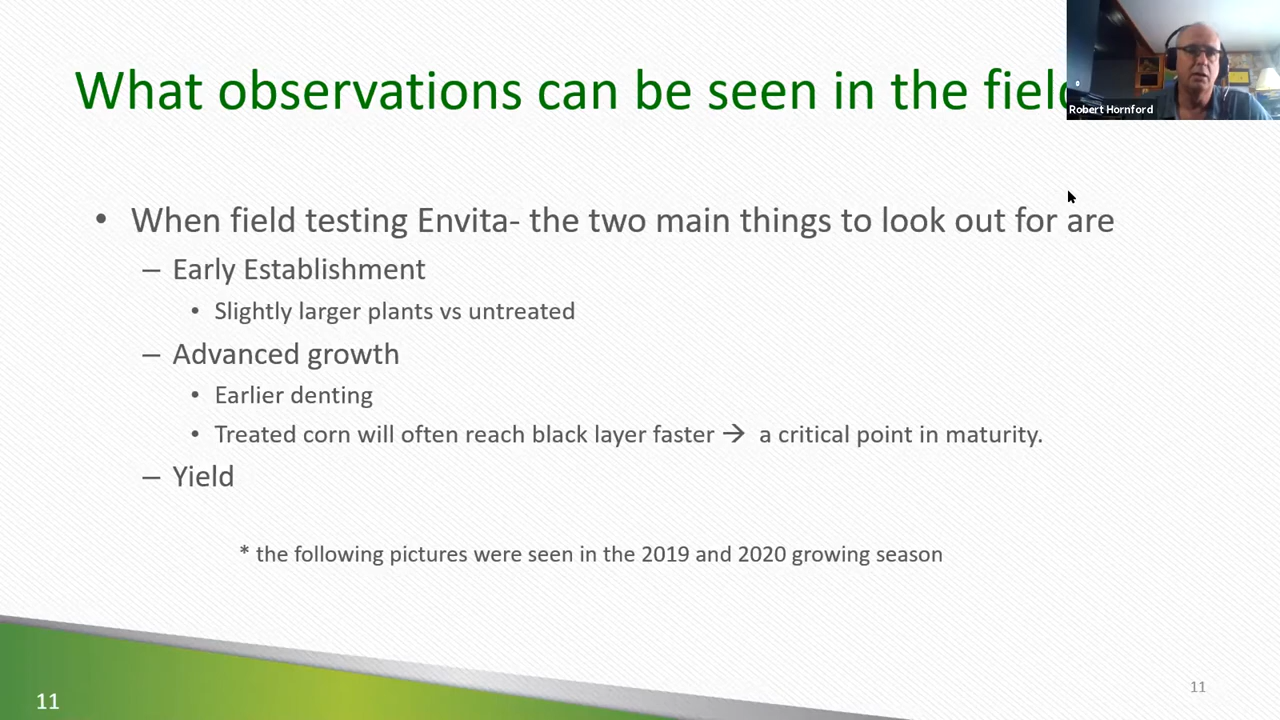 What observations can be seen in the
Robert Hornford
• When field testing Envita- the two main things to look out for are
– Early Establishment
• Slightly larger plants vs untreated
– Advanced growth
• Earlier denting
• Treated corn will often reach black layer faster → a critical point in maturity.
– Yield
* the following pictures were seen in the 2019 and 2020 growing season
11
11